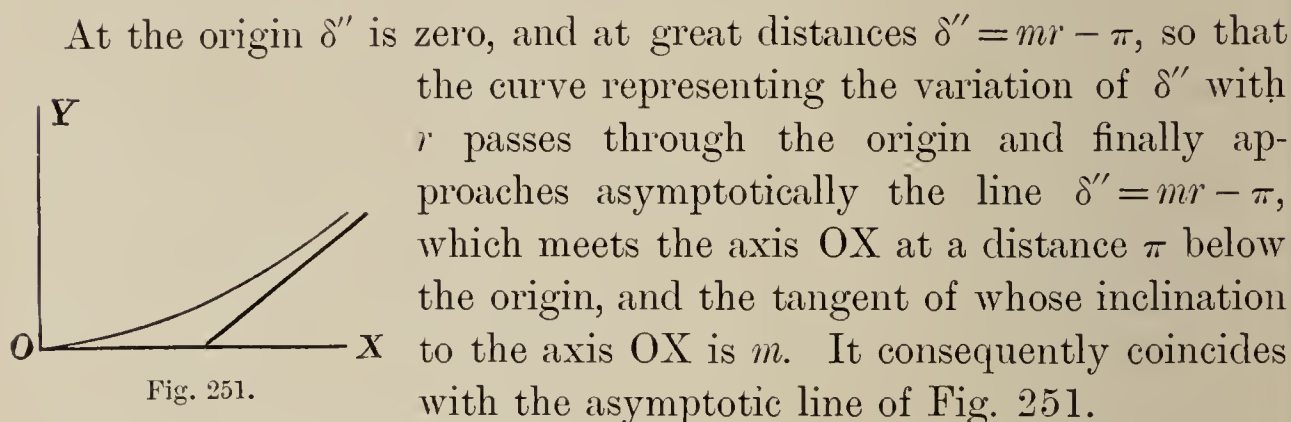 At the origin δ″ is zero, and at great distances δ″ = mr − π, so that
the curve representing the variation of δ″ with
r passes through the origin and finally ap-
proaches asymptotically the line δ″ = mr − π,
which meets the axis OX at a distance π below
the origin, and the tangent of whose inclination
to the axis OX is m. It consequently coincides
with the asymptotic line of Fig. 251.
Y
O
X
Fig. 251.